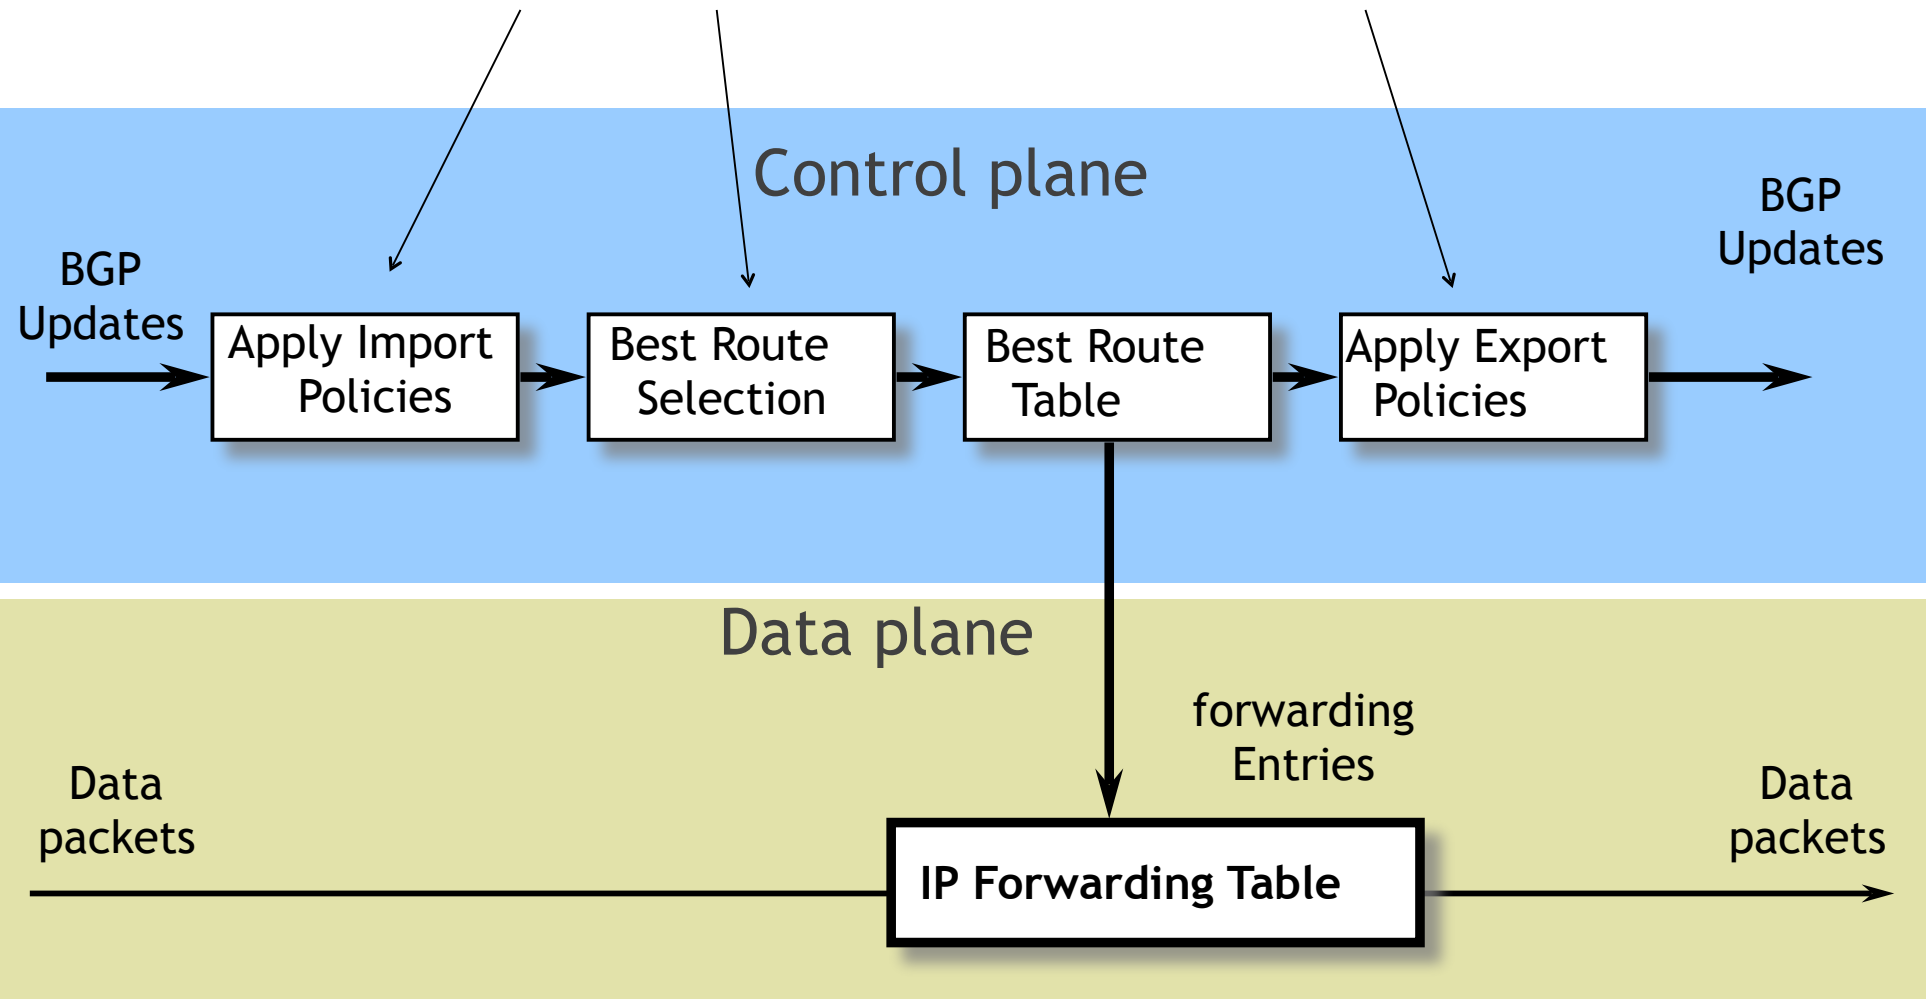 Control plane
BGP
Updates
BGP
Updates
Apply Import
Policies
Best Route
Selection
Best Route
Table
Apply Export
Policies
Data plane
forwarding
Entries
Data
packets
Data
packets
IP Forwarding Table